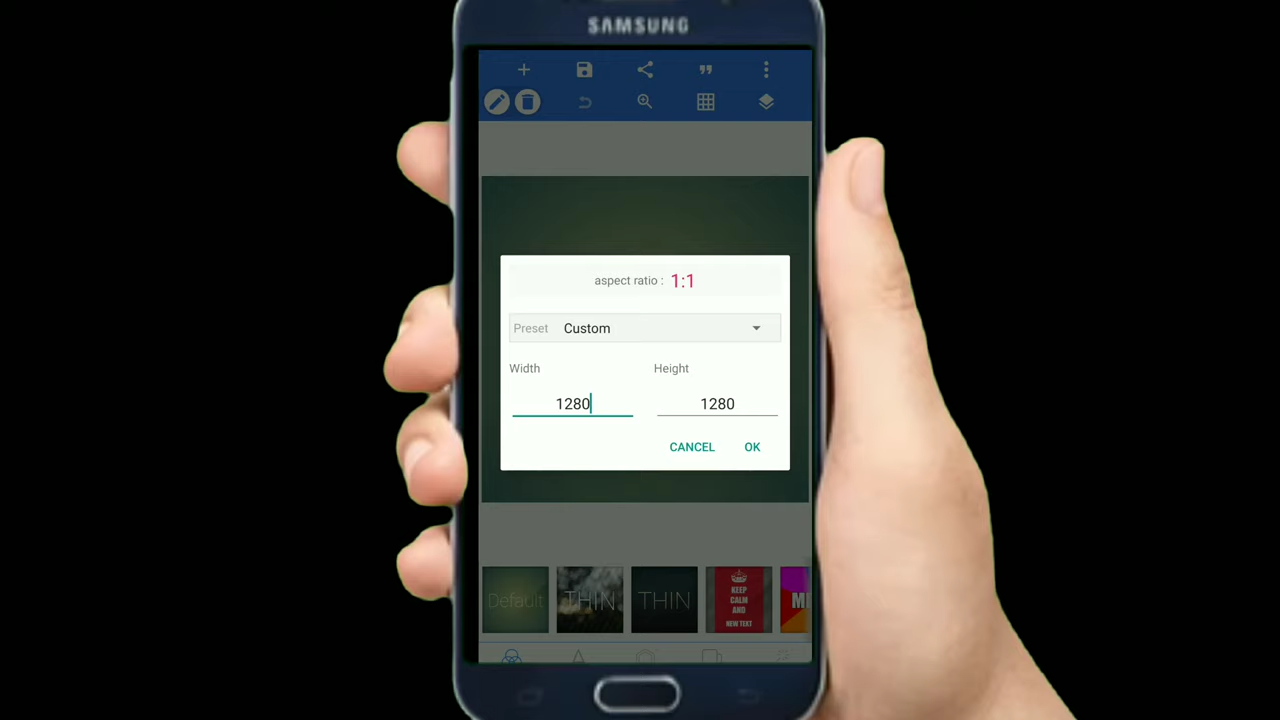 SAMSUNG
aspect ratio : 1:1
Preset Custom
Width Height
1280 1280
CANCEL OK
Default THIN THIN KEEP
CALM
AND
NEW TEXT